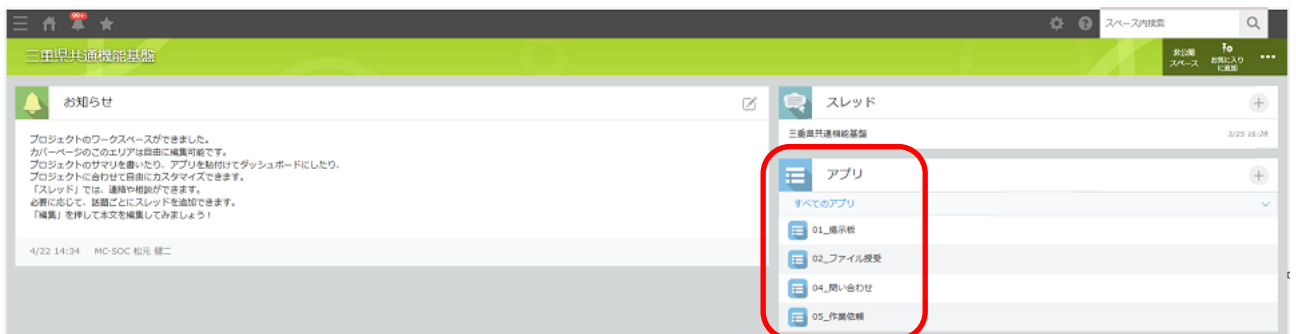 99+
スペース内検索
三重県共通機能基盤
非公開
スペース
お気に入り
に追加
お知らせ
プロジェクトのワークスペースができました。
カバーページのこのエリアは自由に編集可能です。
プロジェクトのサマリを書いたり、アプリを貼付けてダッシュボードにしたり、
プロジェクトに合わせて自由にカスタマイズできます。
「スレッド」では、連絡や相談ができます。
必要に応じて、話題ごとにスレッドを追加できます。
「編集」を押して本文を編集してみましょう！
4/22 14:34 MC-SOC 松元 健二
スレッド
三重県共通機能基盤
3/25 16:26
アプリ
すべてのアプリ
01_掲示板
02_ファイル授受
04_問い合わせ
05_作業依頼